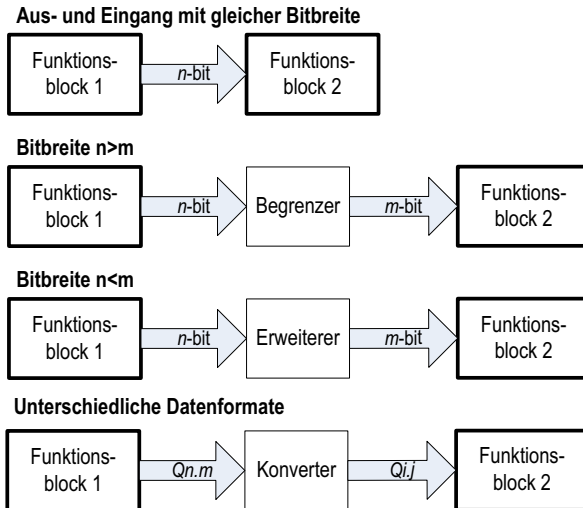 Aus- und Eingang mit gleicher Bitbreite
Funktions-
block 1
n-bit
Funktions-
block 2
Bitbreite n>m
Funktions-
block 1
n-bit
Begrenzer
m-bit
Funktions-
block 2
Bitbreite n<m
Funktions-
block 1
n-bit
Erweiterer
m-bit
Funktions-
block 2
Unterschiedliche Datenformate
Funktions-
block 1
Qn.m
Konverter
Qi.j
Funktions-
block 2